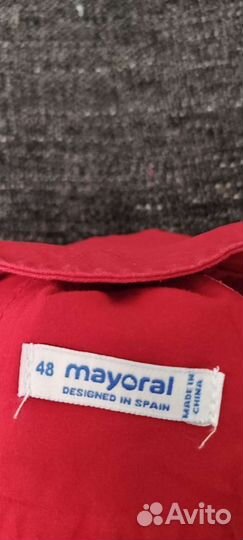 48 mayoral
DESIGNED IN SPAIN
MADE IN
CHINA
Avito